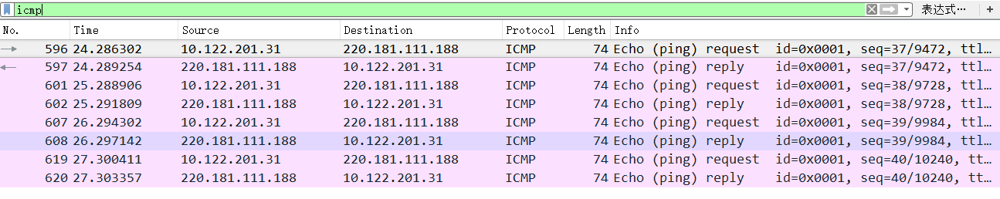 icmp 表达式… +
No. Time Source Destination Protocol Length Info
596 24.286302 10.122.201.31 220.181.111.188 ICMP 74 Echo (ping) request id=0x0001, seq=37/9472, ttl…
597 24.289254 220.181.111.188 10.122.201.31 ICMP 74 Echo (ping) reply id=0x0001, seq=37/9472, ttl…
601 25.288906 10.122.201.31 220.181.111.188 ICMP 74 Echo (ping) request id=0x0001, seq=38/9728, ttl…
602 25.291809 220.181.111.188 10.122.201.31 ICMP 74 Echo (ping) reply id=0x0001, seq=38/9728, ttl…
607 26.294302 10.122.201.31 220.181.111.188 ICMP 74 Echo (ping) request id=0x0001, seq=39/9984, ttl…
608 26.297142 220.181.111.188 10.122.201.31 ICMP 74 Echo (ping) reply id=0x0001, seq=39/9984, ttl…
619 27.300411 10.122.201.31 220.181.111.188 ICMP 74 Echo (ping) request id=0x0001, seq=40/10240, tt…
620 27.303357 220.181.111.188 10.122.201.31 ICMP 74 Echo (ping) reply id=0x0001, seq=40/10240, tt…